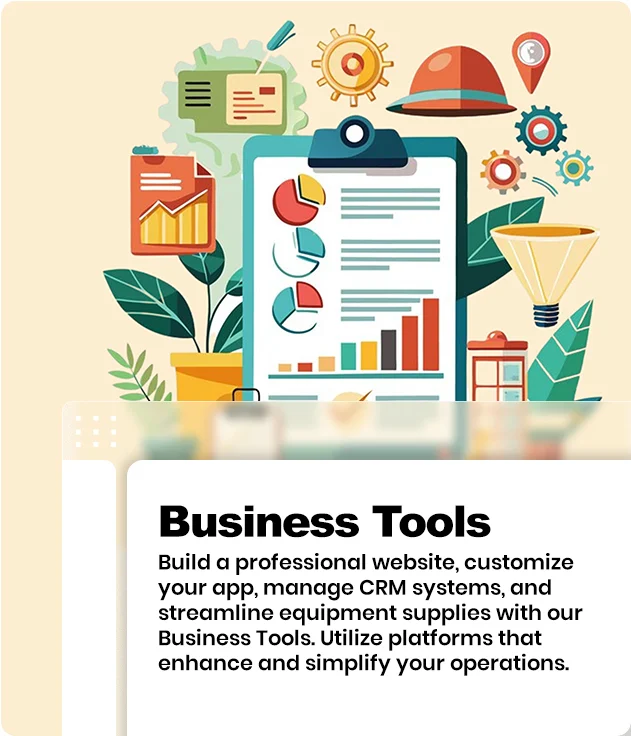 Business Tools
Build a professional website, customize
your app, manage CRM systems, and
streamline equipment supplies with our
Business Tools. Utilize platforms that
enhance and simplify your operations.